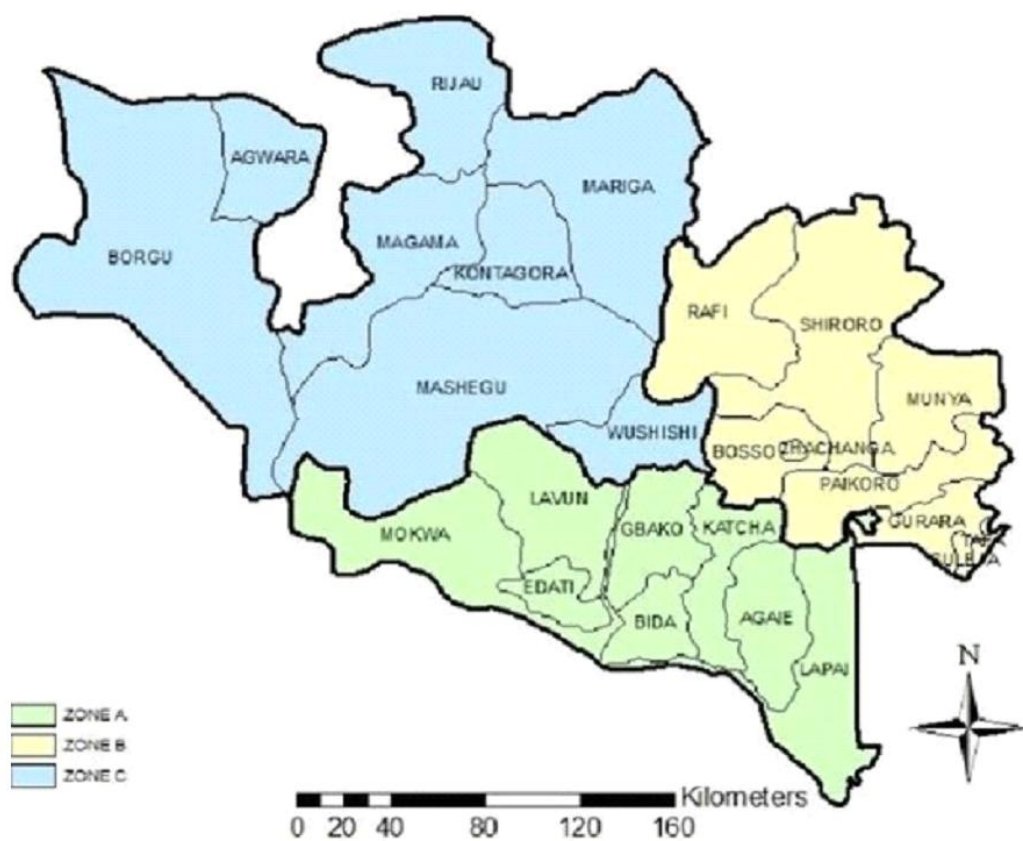 RIJAU
AGWARA
MARIGA
MAGAMA
BORGU
KONTAGORA
RAFI
SHIRORO
MASHEGU
MUNYA
WUSHISHI
BOSSO
CHACHANGA
PAIKORO
LAVUN
GURARA
MOKWA
GBAKO
KATCHA
EDATI
BIDA
AGAIE
LAPAI
N
ZONE A
ZONE B
ZONE C
Kilometers
0 20 40 80 120 160